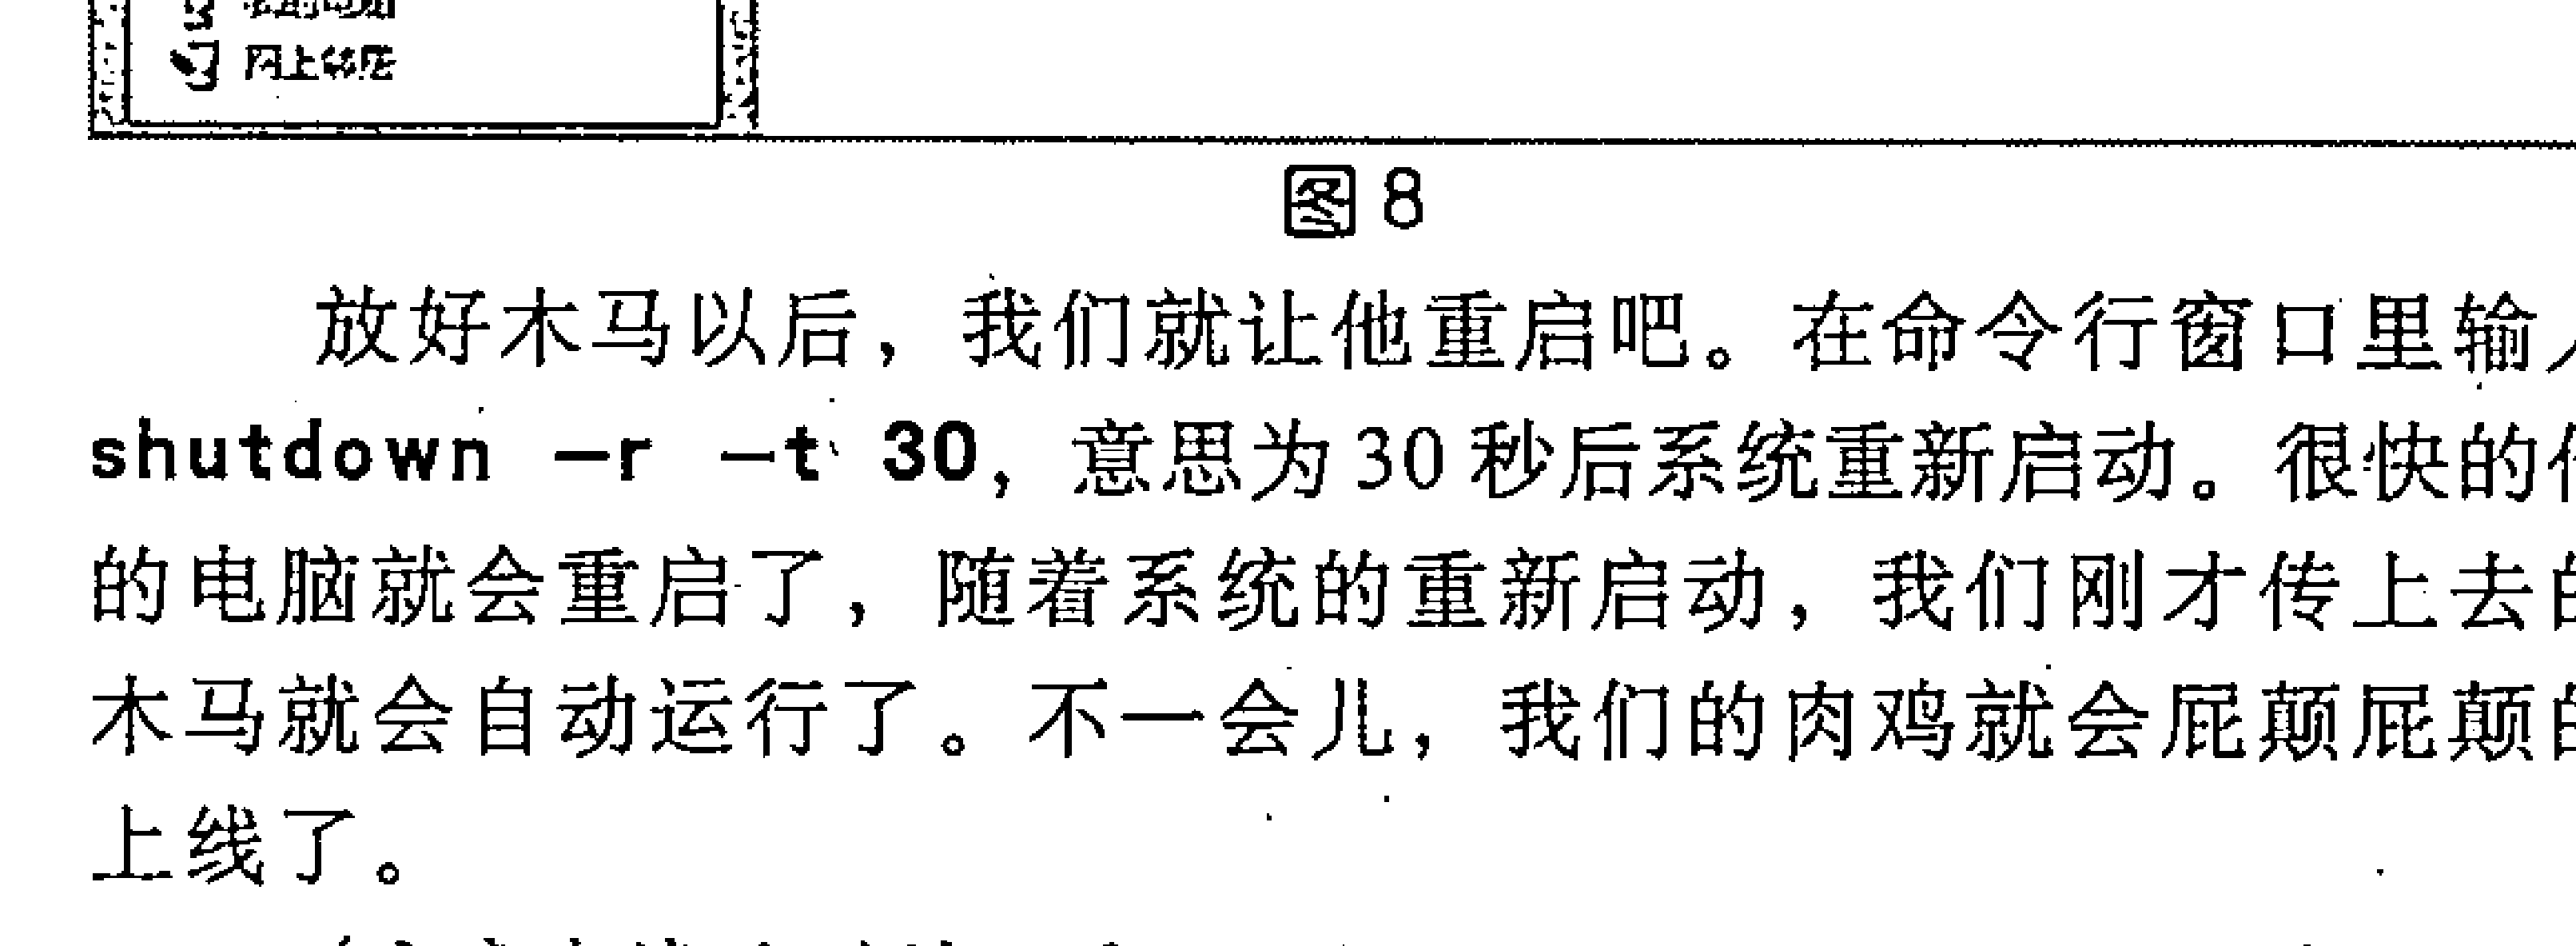 网上邻居
图 8
放好木马以后，我们就让他重启吧。在命令行窗口里输
shutdown –r –t 30，意思为 30 秒后系统重新启动。很快的
的电脑就会重启了，随着系统的重新启动，我们刚才传上去的
木马就会自动运行了。不一会儿，我们的肉鸡就会屁颠屁颠的
上线了。